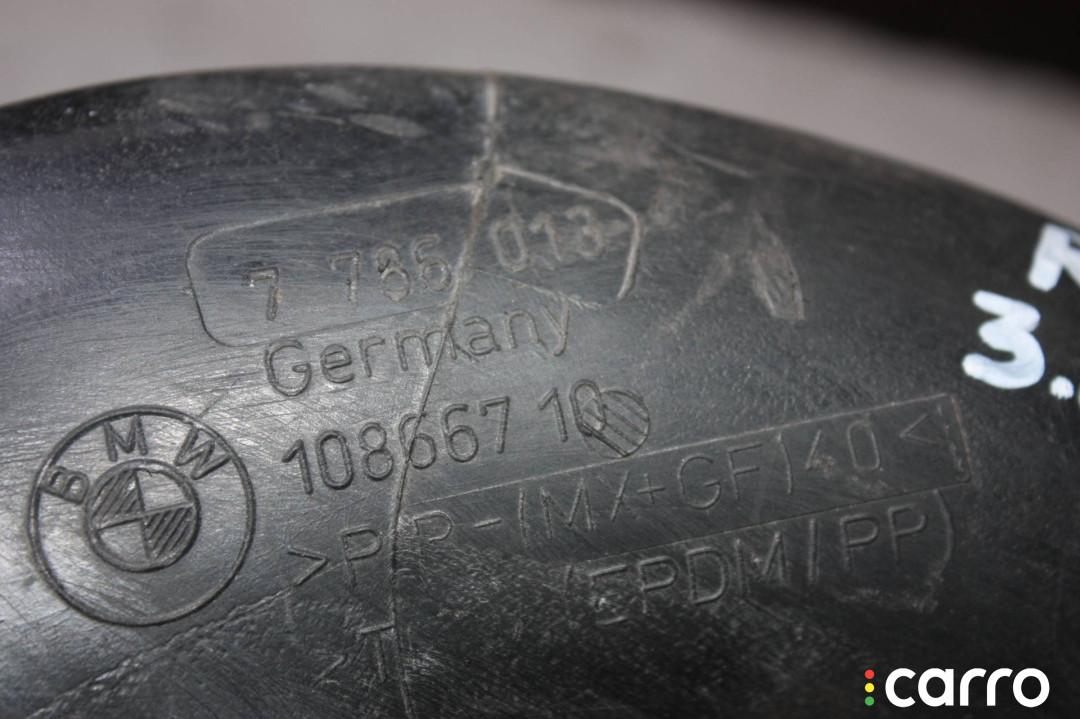 7 786 013
Germany
108667 10
BMW
>PP-(MX+GF)40<
(EPDM/PP)
3.
carro